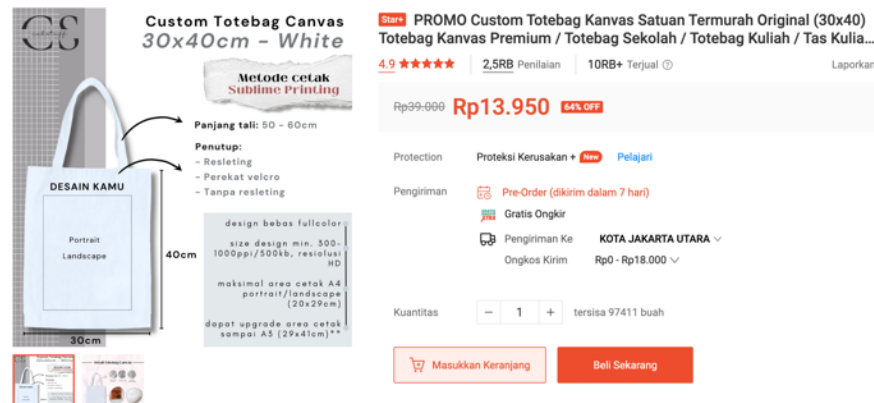 CS
Custom Totebag Canvas
30x40cm - White
Metode cetak
Sublime Printing
Panjang tali: 50 - 60cm
Penutup:
- Resleting
- Perekat velcro
- Tanpa resleting
DESAIN KAMU
Portrait
Landscape
40cm
30cm
design bebas fullcolor
size design min. 500-
1000ppi/500kb, resiolusi
HD
maksimal area cetak A4
portrait/landscape
(20x29cm)
dapat upgrade area cetak
sampai A3 (29x41cm)**
Star+ PROMO Custom Totebag Kanvas Satuan Termurah Original (30x40)
Totebag Kanvas Premium / Totebag Sekolah / Totebag Kuliah / Tas Kulia...
4.9 ★★★★★ 2,5RB Penilaian 10RB+ Terjual Laporkan
Rp39.000 Rp13.950 64% OFF
Protection Proteksi Kerusakan + New Pelajari
Pengiriman Pre-Order (dikirim dalam 7 hari)
Gratis Ongkir
Pengiriman Ke KOTA JAKARTA UTARA
Ongkos Kirim Rp0 - Rp18.000
Kuantitas - 1 + tersisa 97411 buah
Masukkan Keranjang Beli Sekarang